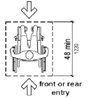 48 min
1220
front or rear
entry